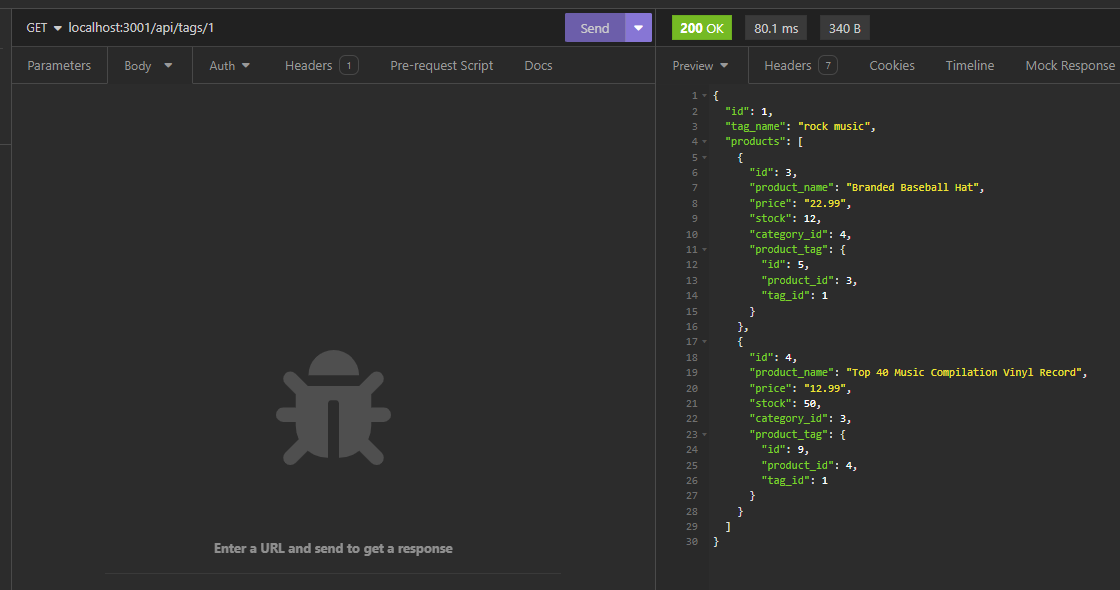 GET localhost:3001/api/tags/1 Send
200 OK 80.1 ms 340 B
Parameters Body Auth Headers 1 Pre-request Script Docs
Preview Headers 7 Cookies Timeline Mock Response
1 {
2 "id": 1,
3 "tag_name": "rock music",
4 "products": [
5 {
6 "id": 3,
7 "product_name": "Branded Baseball Hat",
8 "price": "22.99",
9 "stock": 12,
10 "category_id": 4,
11 "product_tag": {
12 "id": 5,
13 "product_id": 3,
14 "tag_id": 1
15 }
16 },
17 {
18 "id": 4,
19 "product_name": "Top 40 Music Compilation Vinyl Record",
20 "price": "12.99",
21 "stock": 50,
22 "category_id": 3,
23 "product_tag": {
24 "id": 9,
25 "product_id": 4,
26 "tag_id": 1
27 }
28 }
29 ]
30 }
Enter a URL and send to get a response